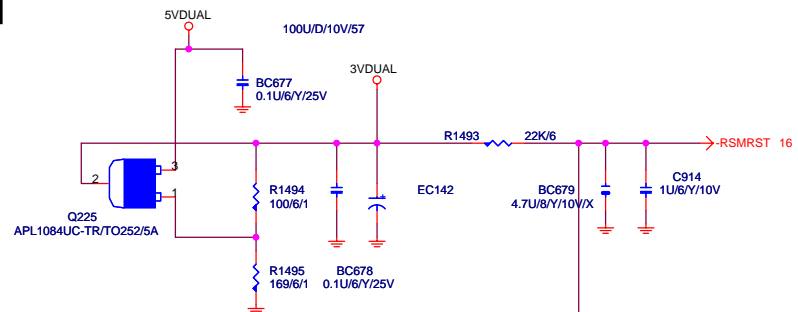 5VDUAL
100U/D/10V/57
3VDUAL
BC677
0.1U/6/Y/25V
R1493
22K/6
-RSMRST 16
3
2
1
Q225
APL1084UC-TR/TO252/5A
R1494
100/6/1
EC142
BC679
4.7U/8/Y/10V/X
C914
1U/6/Y/10V
R1495
169/6/1
BC678
0.1U/6/Y/25V